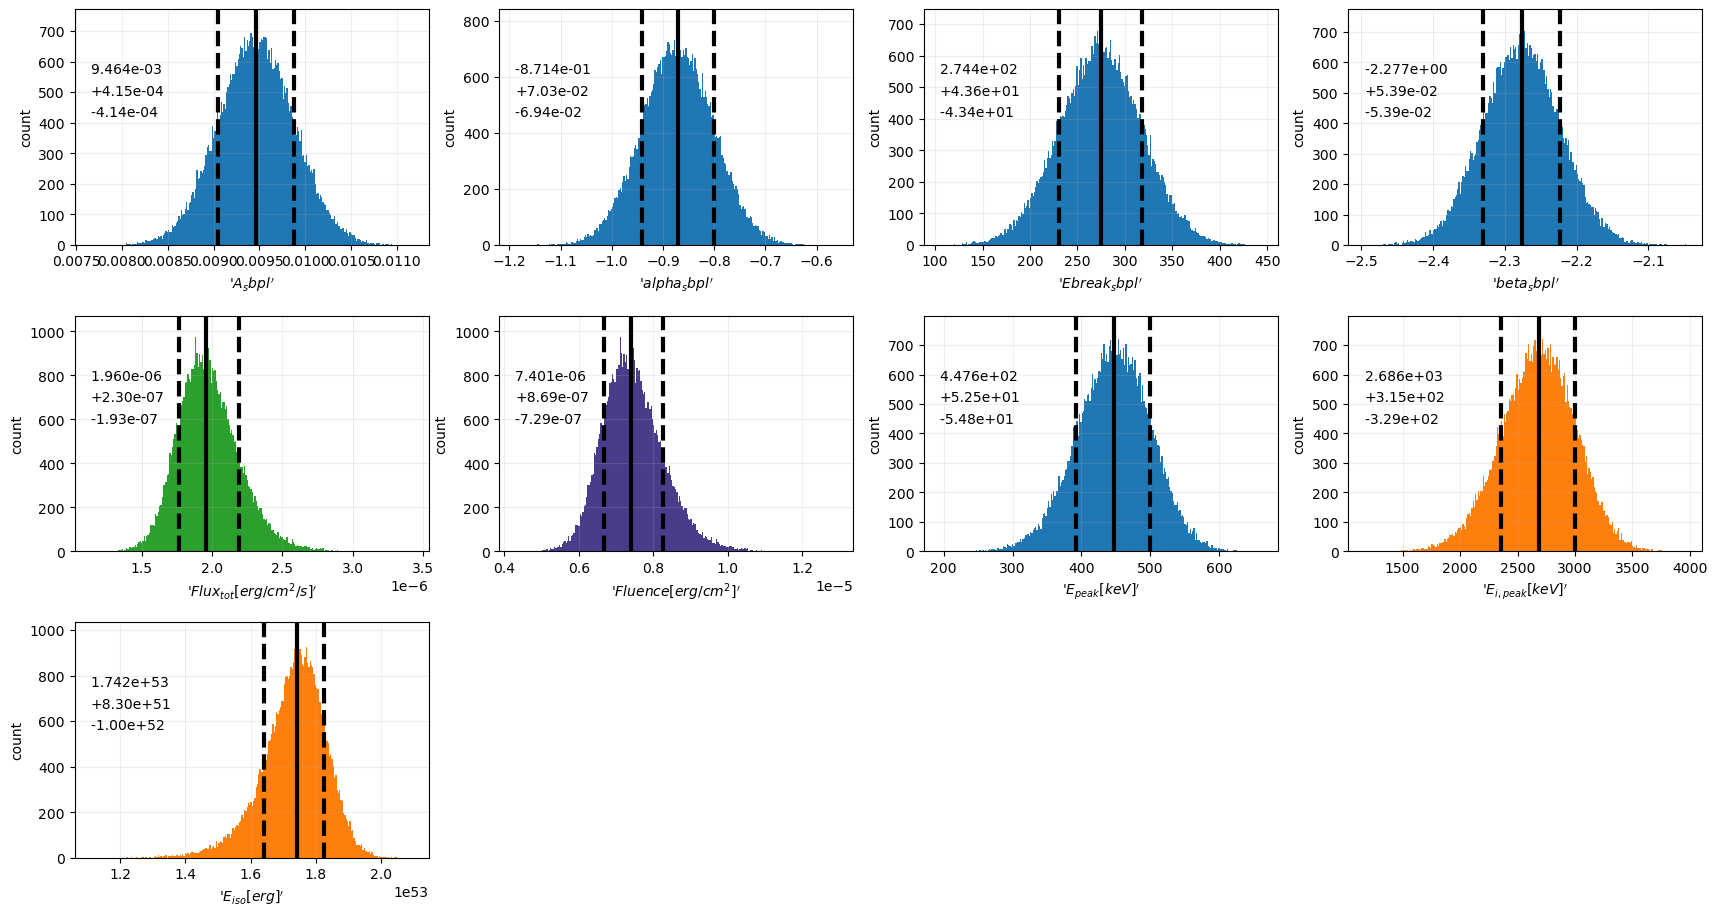 700
600
500
400
300
200
100
0
count
9.464e-03
+4.15e-04
-4.14e-04
0.0075 0.0080 0.0085 0.0090 0.0095 0.0100 0.0105 0.0110
'A_sbpl'
800
600
400
200
0
count
-8.714e-01
+7.03e-02
-6.94e-02
−1.2 −1.1 −1.0 −0.9 −0.8 −0.7 −0.6
'alpha_sbpl'
700
600
500
400
300
200
100
0
count
2.744e+02
+4.36e+01
-4.34e+01
100 150 200 250 300 350 400 450
'Ebreak_sbpl'
700
600
500
400
300
200
100
0
count
-2.277e+00
+5.39e-02
-5.39e-02
−2.5 −2.4 −2.3 −2.2 −2.1
'beta_sbpl'
1000
800
600
400
200
0
count
1.960e-06
+2.30e-07
-1.93e-07
1.5 2.0 2.5 3.0 3.5
1e−6
'Flux_tot[erg/cm²/s]'
1000
800
600
400
200
0
count
7.401e-06
+8.69e-07
-7.29e-07
0.4 0.6 0.8 1.0 1.2
1e−5
'Fluence[erg/cm²]'
700
600
500
400
300
200
100
0
count
4.476e+02
+5.25e+01
-5.48e+01
200 300 400 500 600
'E_peak[keV]'
700
600
500
400
300
200
100
0
count
2.686e+03
+3.15e+02
-3.29e+02
1500 2000 2500 3000 3500 4000
'E_i,peak[keV]'
1000
800
600
400
200
0
count
1.742e+53
+8.30e+51
-1.00e+52
1.2 1.4 1.6 1.8 2.0
1e53
'E_iso[erg]'